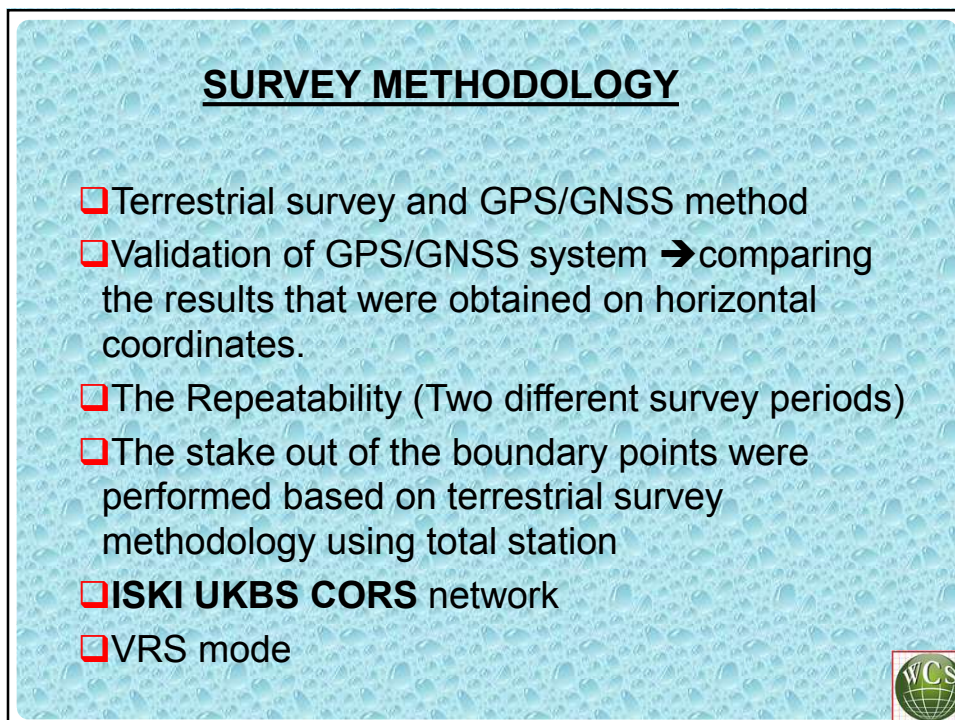 SURVEY METHODOLOGY
❑Terrestrial survey and GPS/GNSS method
❑Validation of GPS/GNSS system ➔comparing
the results that were obtained on horizontal
coordinates.
❑The Repeatability (Two different survey periods)
❑The stake out of the boundary points were
performed based on terrestrial survey
methodology using total station
❑ISKI UKBS CORS network
❑VRS mode
WCS